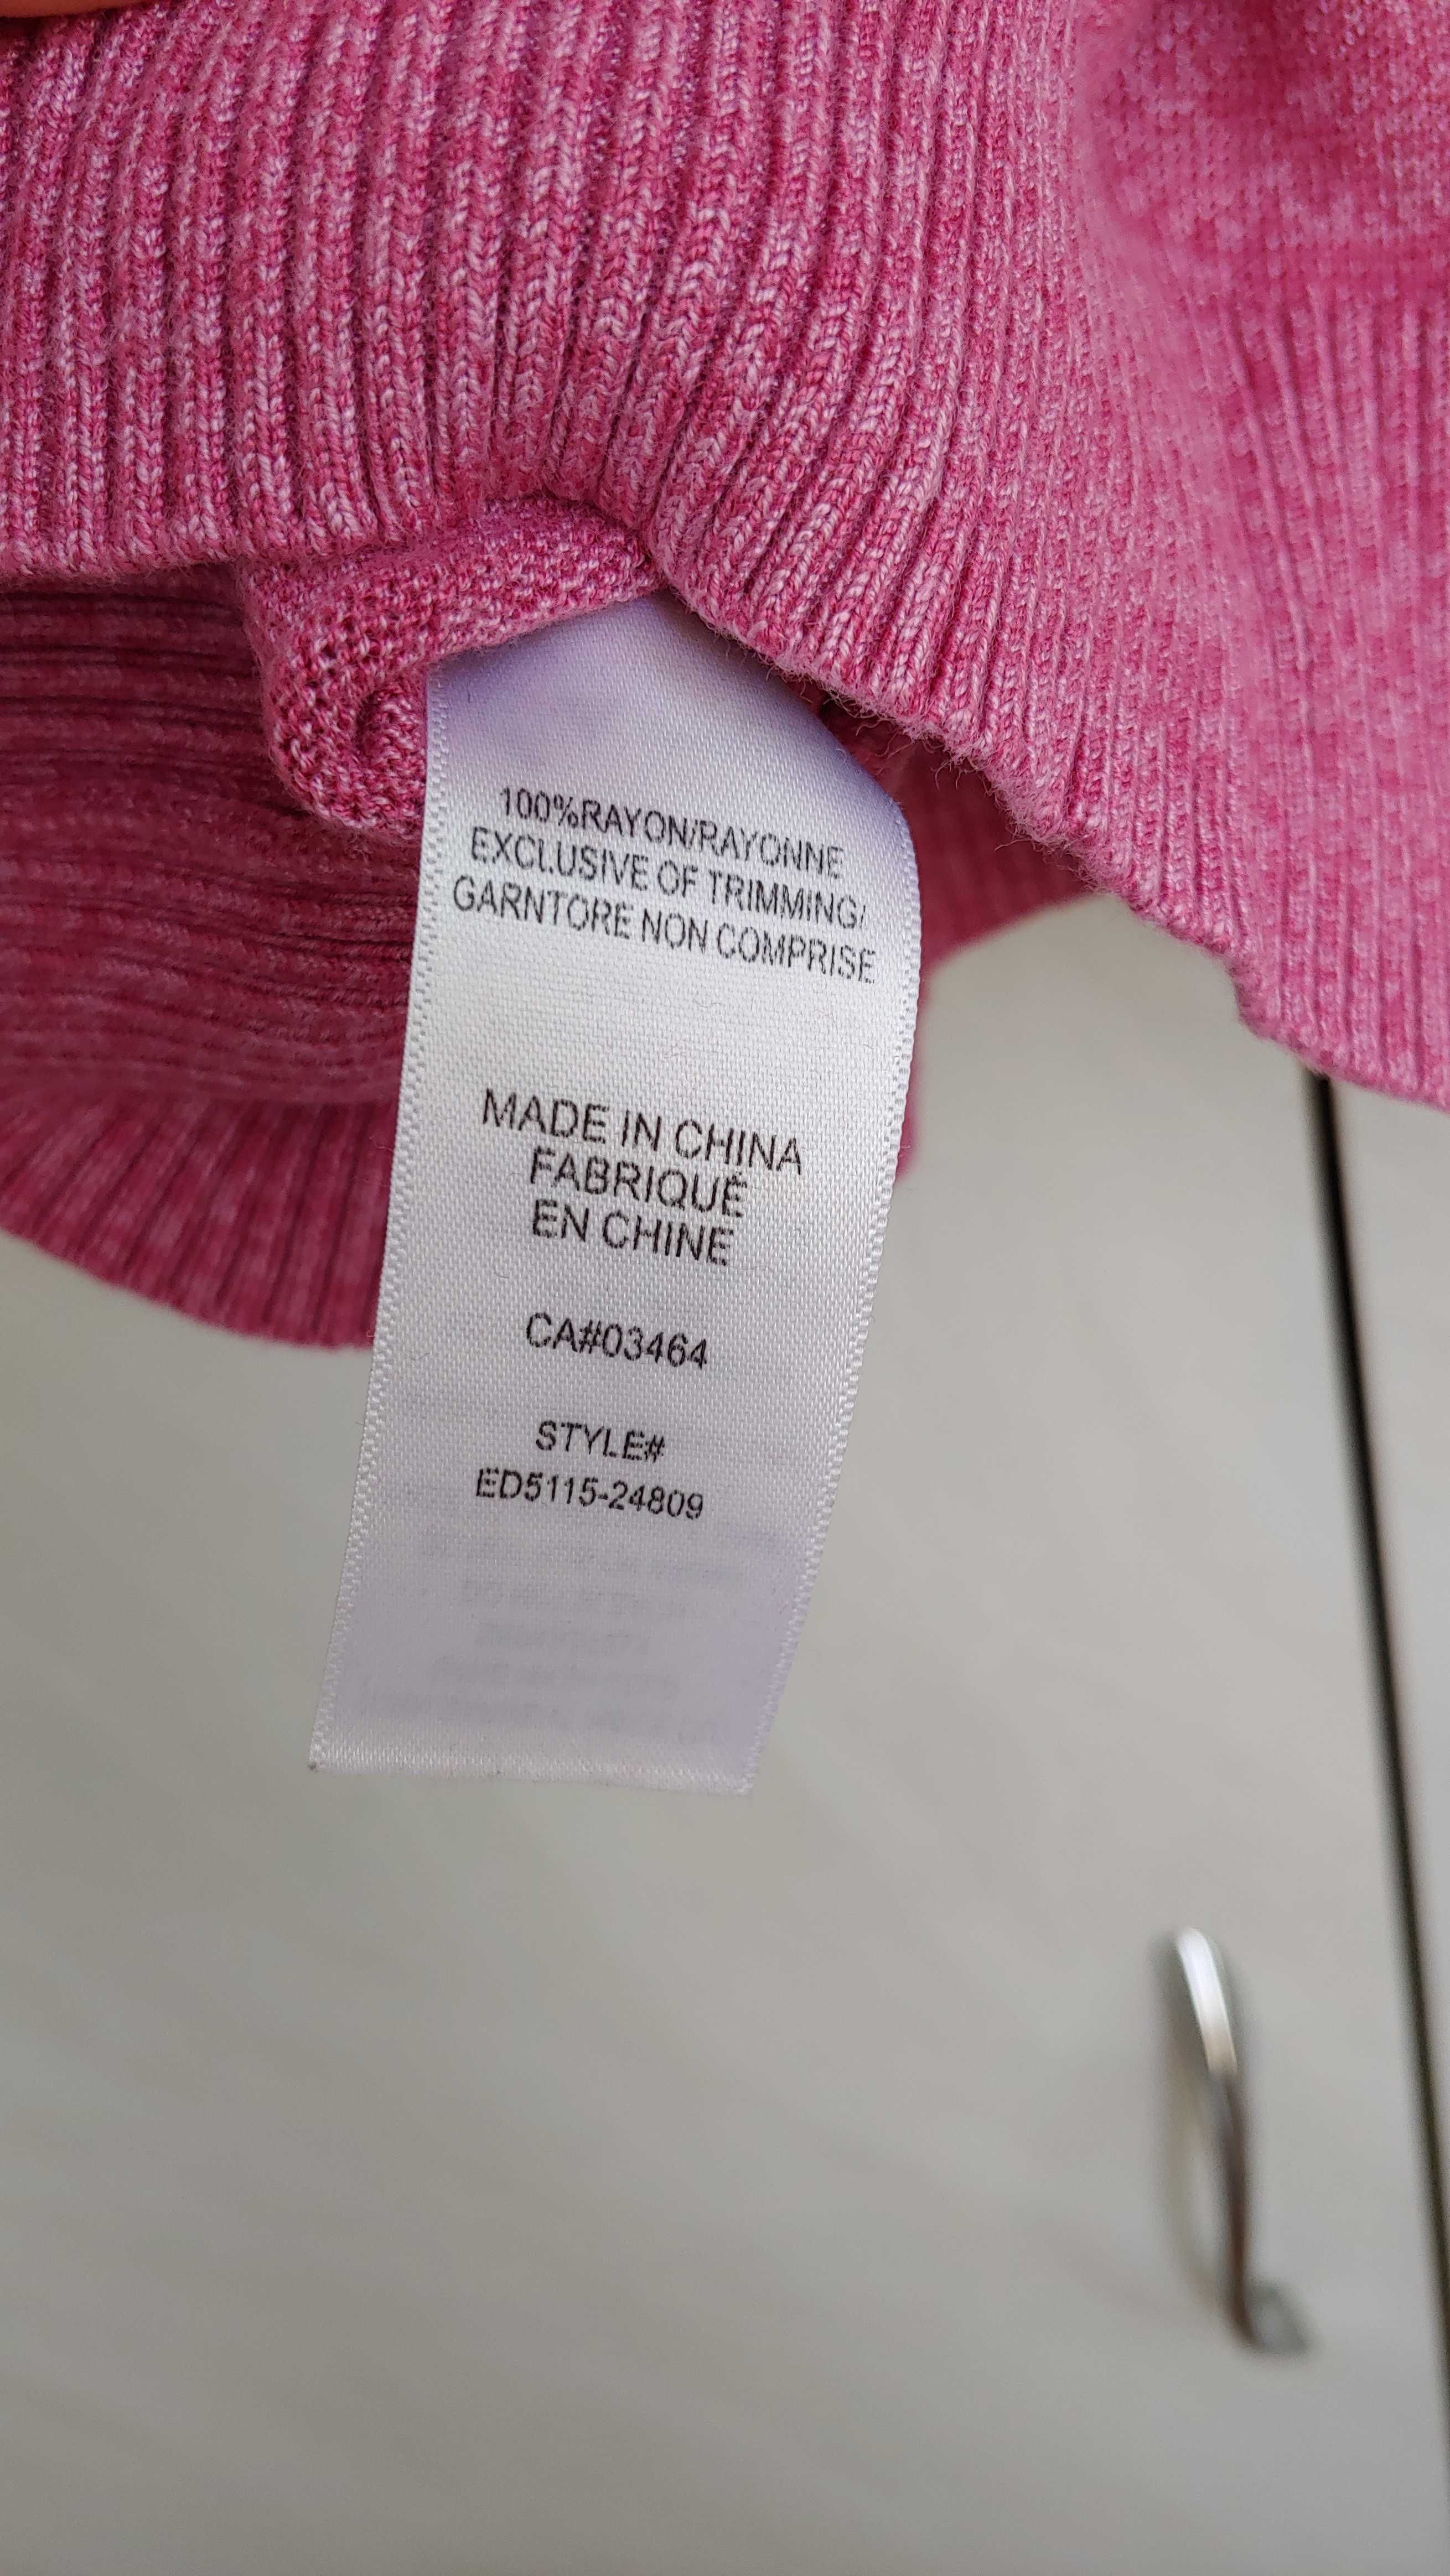 100%RAYON/RAYONNE
EXCLUSIVE OF TRIMMING/
GARNTORE NON COMPRISE
MADE IN CHINA
FABRIQUÉ
EN CHINE
CA#03464
STYLE#
ED5115-24809